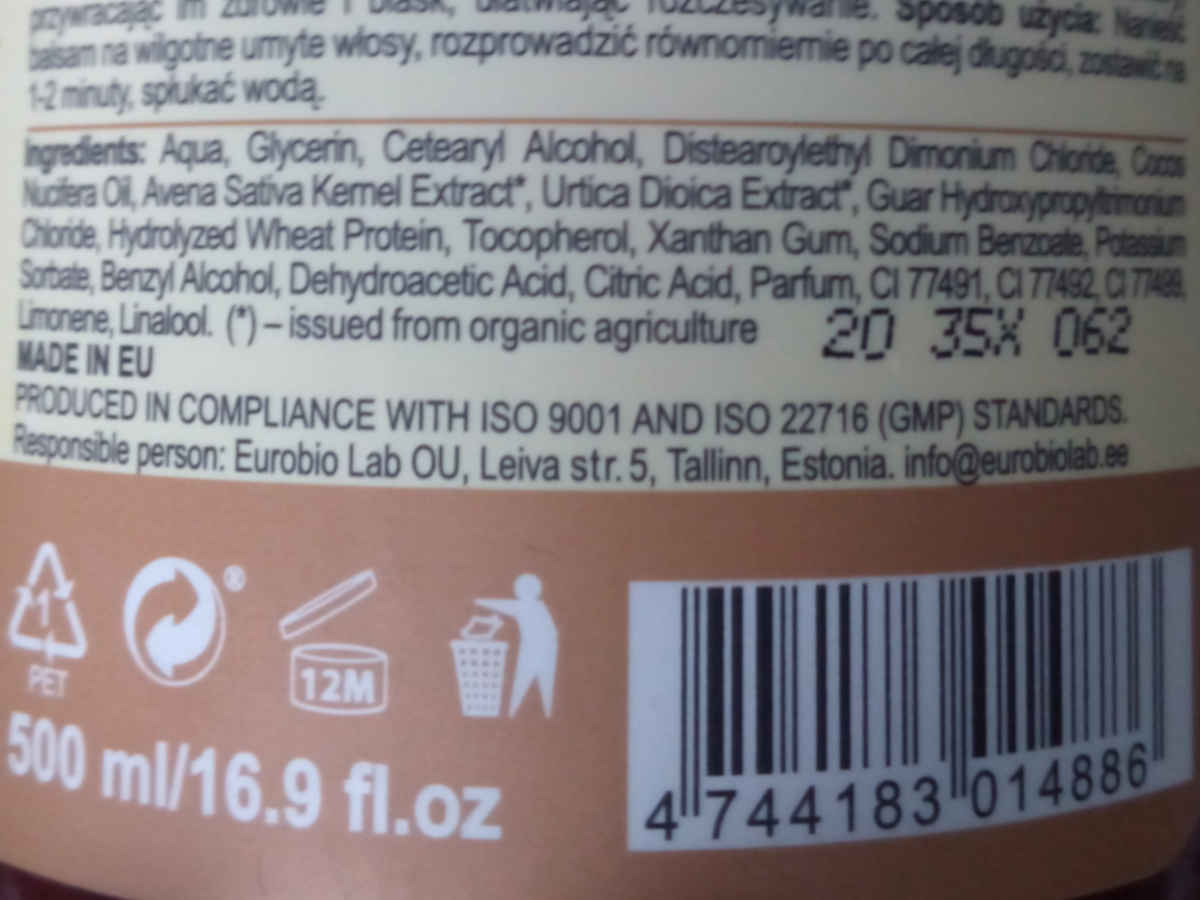 przywracając im zdrowie i blask, ułatwiając rozczesywanie. Sposób użycia: Nanieść
balsam na wilgotne umyte włosy, rozprowadzić równomiernie po całej długości, zostawić na
1-2 minuty, spłukać wodą.
Ingredients: Aqua, Glycerin, Cetearyl Alcohol, Distearoylethyl Dimonium Chloride, Cocos
Nucifera Oil, Avena Sativa Kernel Extract*, Urtica Dioica Extract*, Guar Hydroxypropyltrimonium
Chloride, Hydrolyzed Wheat Protein, Tocopherol, Xanthan Gum, Sodium Benzoate, Potassium
Sorbate, Benzyl Alcohol, Dehydroacetic Acid, Citric Acid, Parfum, CI 77491, CI 77492, CI 77499,
Limonene, Linalool. (*) – issued from organic agriculture 20 35X 062
MADE IN EU
PRODUCED IN COMPLIANCE WITH ISO 9001 AND ISO 22716 (GMP) STANDARDS.
Responsible person: Eurobio Lab OU, Leiva str. 5, Tallinn, Estonia. info@eurobiolab.ee
1
PET
®
12M
500 ml/16.9 fl.oz
4 744183 014886